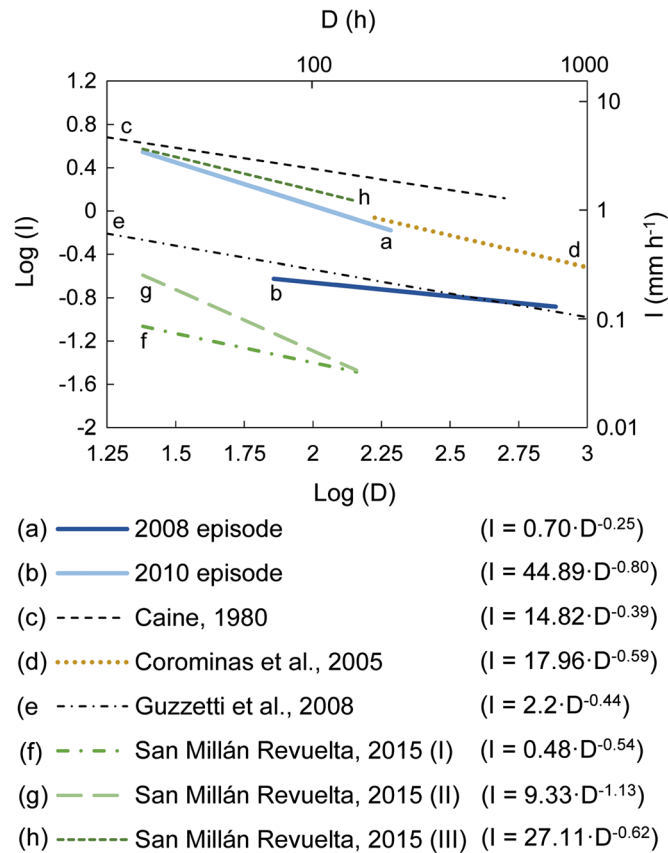 D (h)
100 1000
1.2
0.8
0.4
0
-0.4
-0.8
-1.2
-1.6
-2
Log (I)
10
1
0.1
0.01
I (mm h-1)
c
h
a
e
d
g
b
f
1.25 1.5 1.75 2 2.25 2.5 2.75 3
Log (D)
(a) 2008 episode (I = 0.70·D-0.25)
(b) 2010 episode (I = 44.89·D-0.80)
(c) Caine, 1980 (I = 14.82·D-0.39)
(d) Corominas et al., 2005 (I = 17.96·D-0.59)
(e Guzzetti et al., 2008 (I = 2.2·D-0.44)
(f) San Millán Revuelta, 2015 (I) (I = 0.48·D-0.54)
(g) San Millán Revuelta, 2015 (II) (I = 9.33·D-1.13)
(h) San Millán Revuelta, 2015 (III) (I = 27.11·D-0.62)